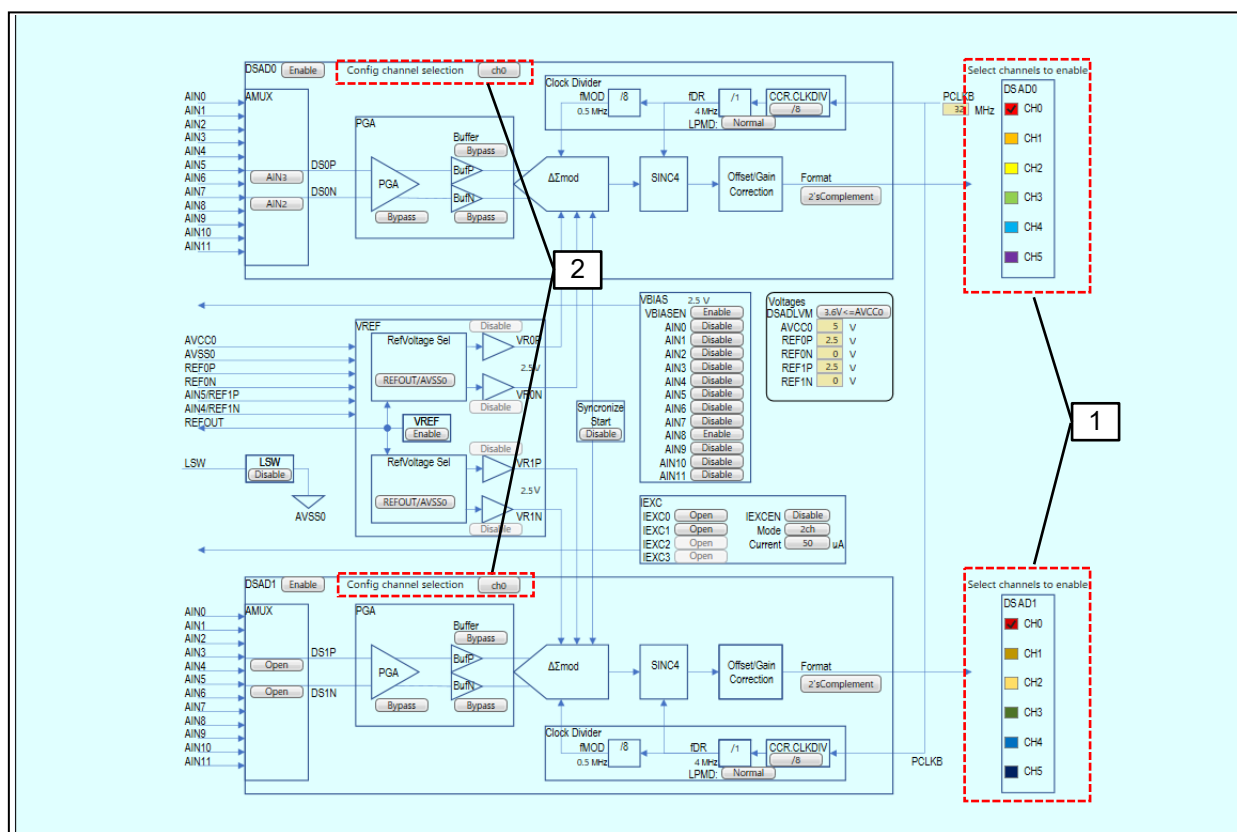 DSAD0 Enable Config channel selection ch0
Select channels to enable
Clock Divider
fMOD /8 fDR /1 CCR.CLKDIV /8
0.5 MHz 4 MHz
LPMD: Normal
PCLKB
32 MHz
DSAD0
CH0
CH1
CH2
CH3
CH4
CH5
AIN0
AIN1
AIN2
AIN3
AIN4
AIN5
AIN6
AIN7
AIN8
AIN9
AIN10
AIN11
AMUX
AIN3
AIN2
DS0P
DS0N
PGA
PGA
Bypass
Buffer
Bypass
BufP
BufN
Bypass
ΔΣmod
SINC4
Offset/Gain
Correction
Format
2'sComplement
2
1
AVCC0
AVSS0
REF0P
REF0N
AIN5/REF1P
AIN4/REF1N
REFOUT
LSW
LSW
Disable
AVSS0
VREF
RefVoltage Sel
REFOUT/AVSS0
Disable
VR0P
2.5 V
VR0N
Disable
VREF
Enable
RefVoltage Sel
REFOUT/AVSS0
Disable
VR1P
2.5 V
VR1N
Disable
Syncronize
Start
Disable
VBIAS 2.5 V
VBIASEN Enable
AIN0 Disable
AIN1 Disable
AIN2 Disable
AIN3 Disable
AIN4 Disable
AIN5 Disable
AIN6 Disable
AIN7 Disable
AIN8 Enable
AIN9 Disable
AIN10 Disable
AIN11 Disable
Voltages
DSADLVM 3.6V<=AVCC0
AVCC0 5 V
REF0P 2.5 V
REF0N 0 V
REF1P 2.5 V
REF1N 0 V
IEXC
IEXC0 Open IEXCEN Disable
IEXC1 Open Mode 2ch
IEXC2 Open Current 50 uA
IEXC3 Open
DSAD1 Enable Config channel selection ch0
Select channels to enable
AIN0
AIN1
AIN2
AIN3
AIN4
AIN5
AIN6
AIN7
AIN8
AIN9
AIN10
AIN11
AMUX
Open
Open
DS1P
DS1N
PGA
PGA
Bypass
Buffer
Bypass
BufP
BufN
Bypass
ΔΣmod
SINC4
Offset/Gain
Correction
Format
2'sComplement
DSAD1
CH0
CH1
CH2
CH3
CH4
CH5
Clock Divider
fMOD /8 fDR /1 CCR.CLKDIV /8
0.5 MHz 4 MHz
LPMD: Normal
PCLKB